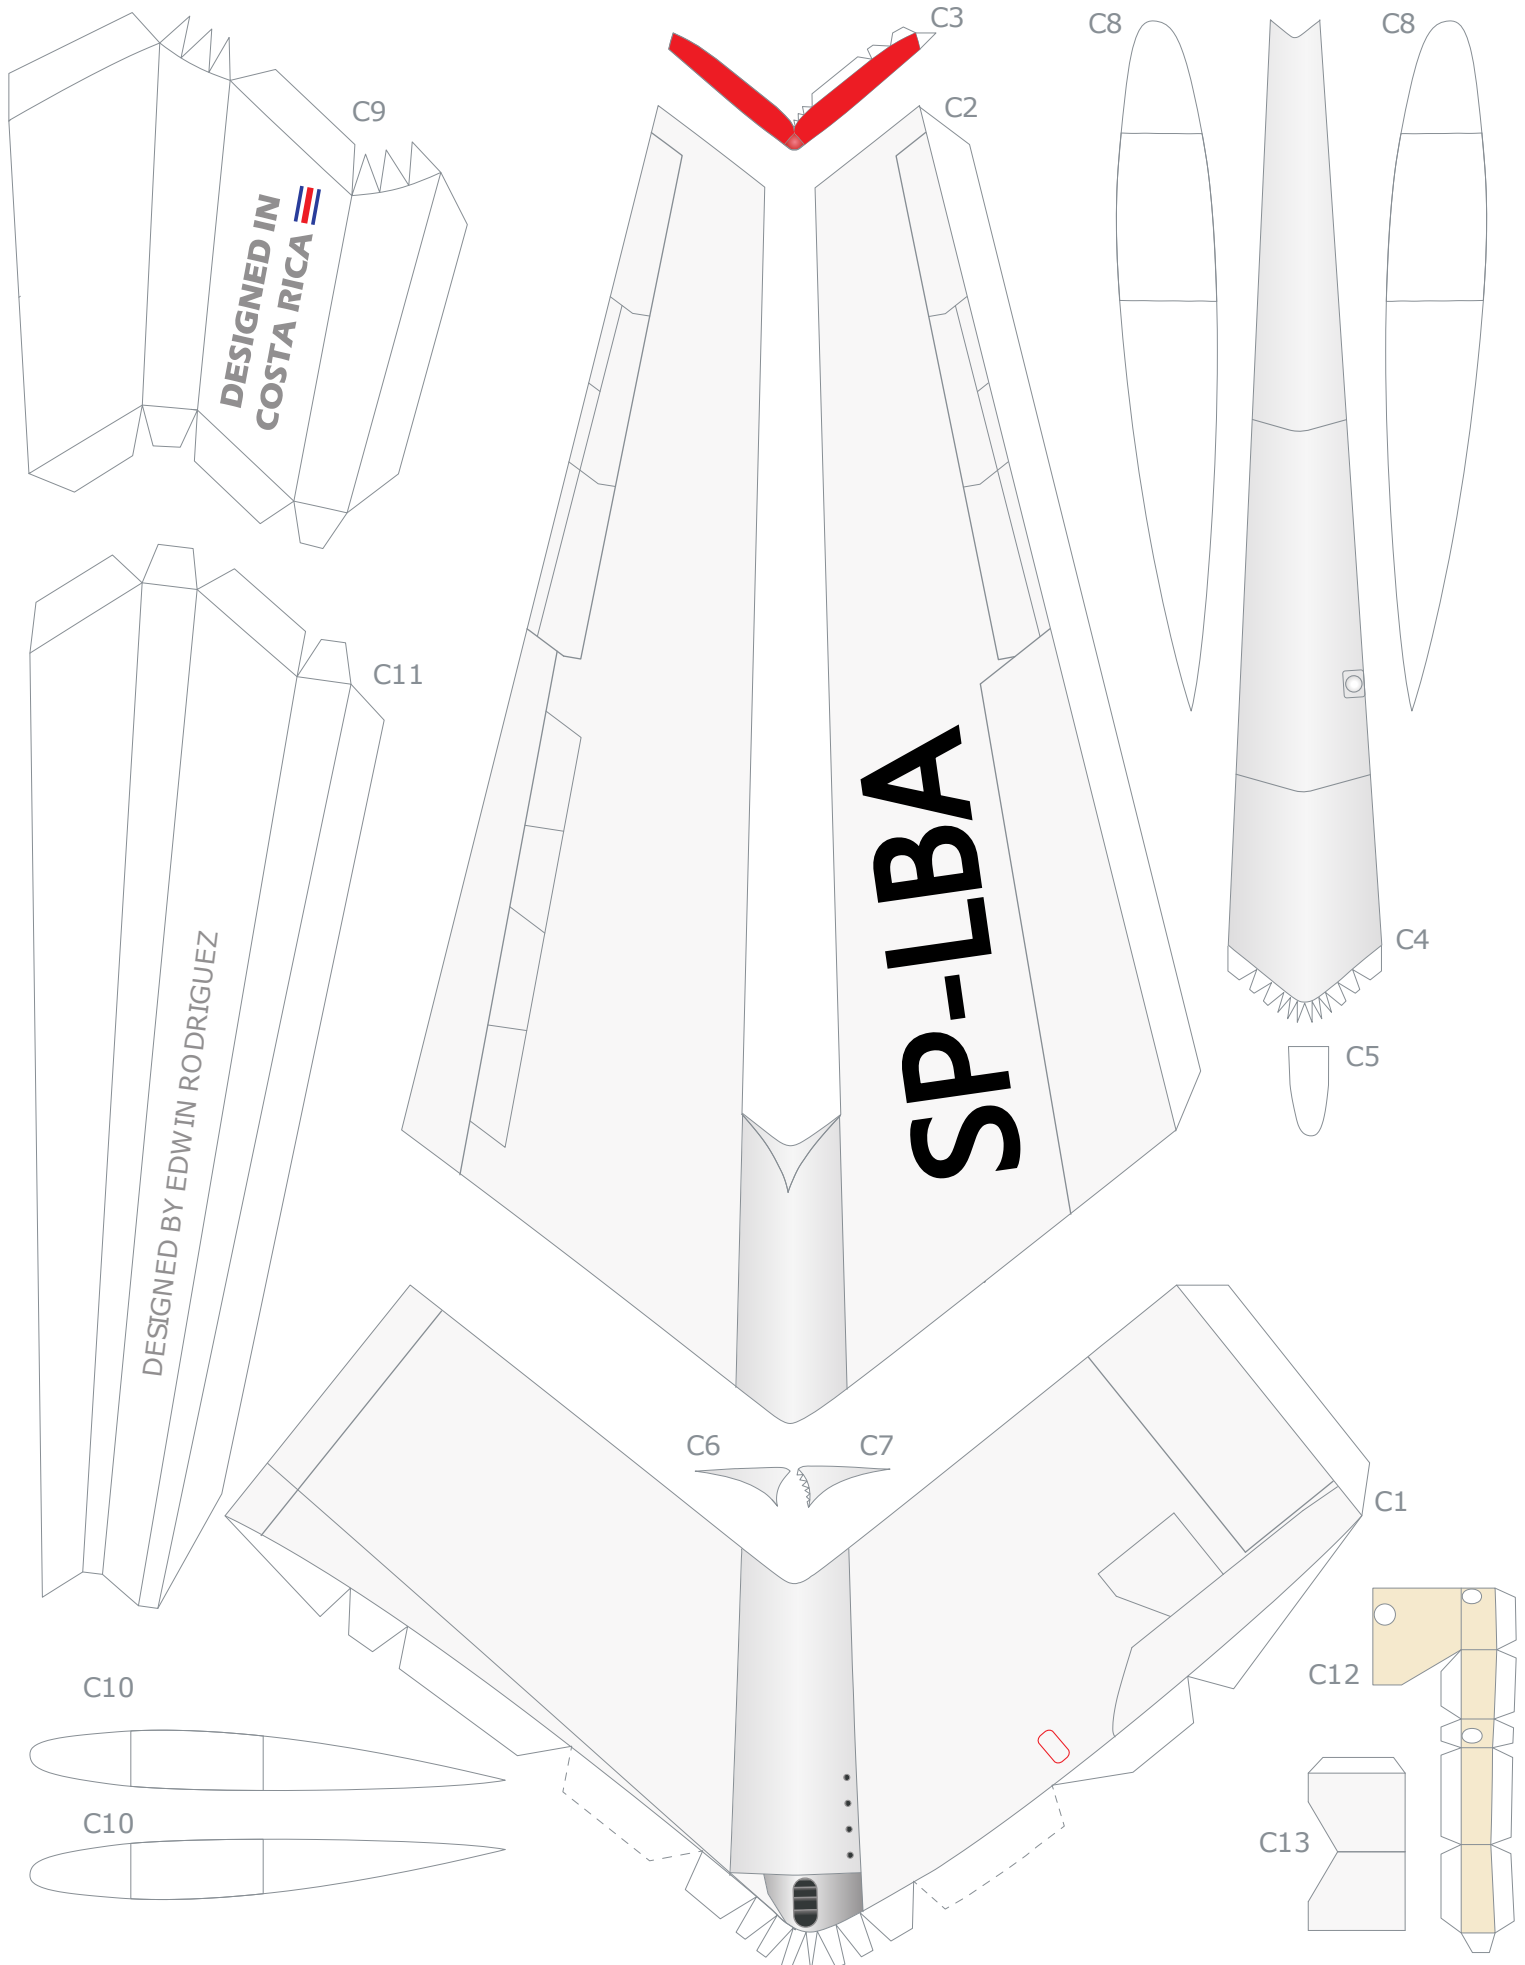 C3
C8
C8
C2
C9
DESIGNED IN
COSTA RICA
C11
SP-LBA
C4
C5
DESIGNED BY EDWIN RODRIGUEZ
C6
C7
C1
C12
C10
C10
C13